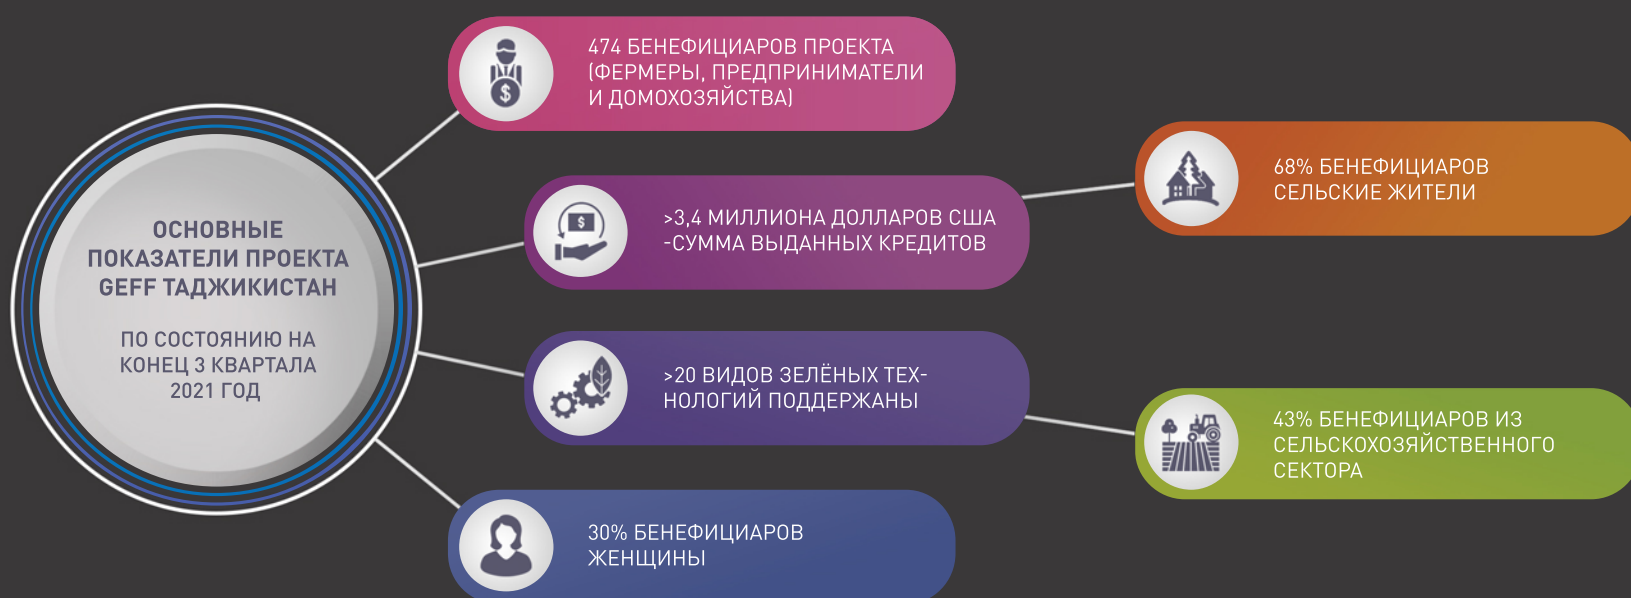 ОСНОВНЫЕ
ПОКАЗАТЕЛИ ПРОЕКТА
GEFF ТАДЖИКИСТАН
ПО СОСТОЯНИЮ НА
КОНЕЦ 3 КВАРТАЛА
2021 ГОД
474 БЕНЕФИЦИАРОВ ПРОЕКТА
(ФЕРМЕРЫ, ПРЕДПРИНИМАТЕЛИ
И ДОМОХОЗЯЙСТВА)
>3,4 МИЛЛИОНА ДОЛЛАРОВ США
-СУММА ВЫДАННЫХ КРЕДИТОВ
68% БЕНЕФИЦИАРОВ
СЕЛЬСКИЕ ЖИТЕЛИ
>20 ВИДОВ ЗЕЛЁНЫХ ТЕХ-
НОЛОГИЙ ПОДДЕРЖАНЫ
43% БЕНЕФИЦИАРОВ ИЗ
СЕЛЬСКОХОЗЯЙСТВЕННОГО
СЕКТОРА
30% БЕНЕФИЦИАРОВ
ЖЕНЩИНЫ